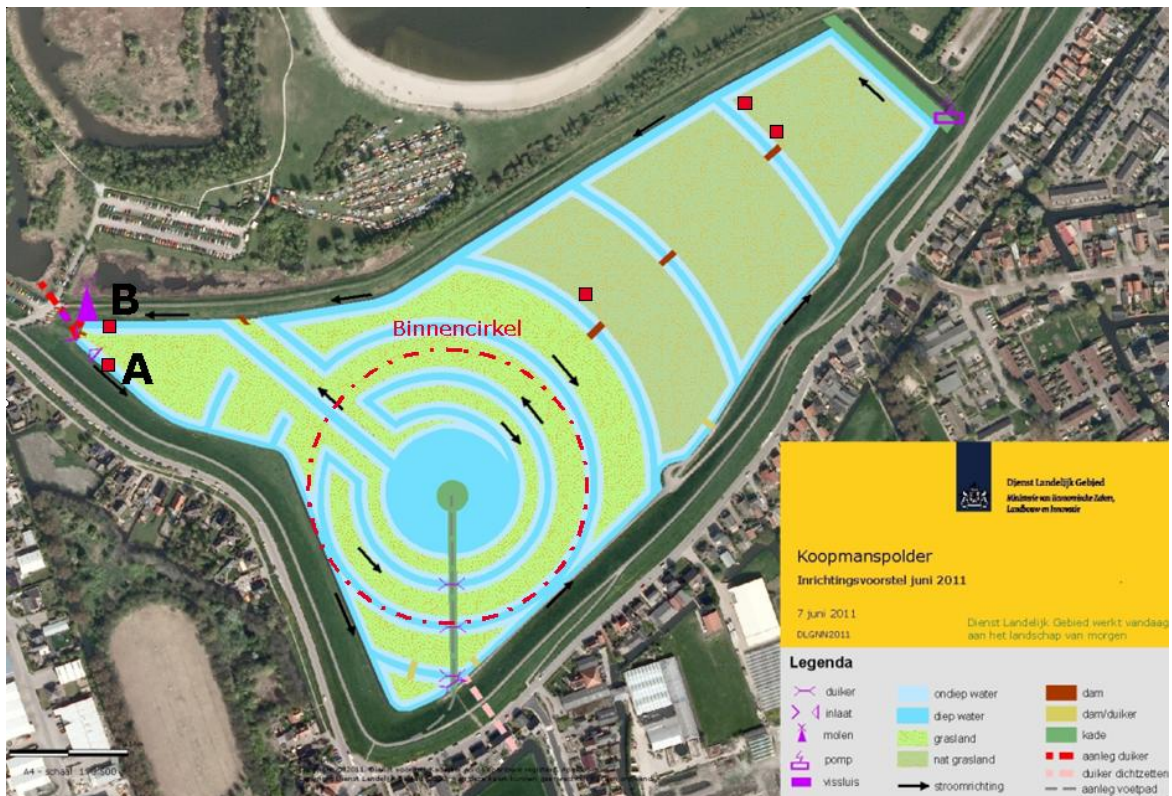 B
Binnencirkel
A
Dienst Landelijk Gebied
Ministerie van Economische Zaken,
Landbouw en Innovatie
Koopmanspolder
Inrichtingsvoorstel juni 2011
7 juni 2011
DLGNN2011
Dienst Landelijk Gebied werkt vandaag
aan het landschap van morgen
Legenda
duiker
inlaat
molen
pomp
vissluis
ondiep water
diep water
grasland
nat grasland
stroomrichting
dam
dam/duiker
kade
aanleg duiker
duiker dichtzetten
aanleg voetpad
A4 - schaal